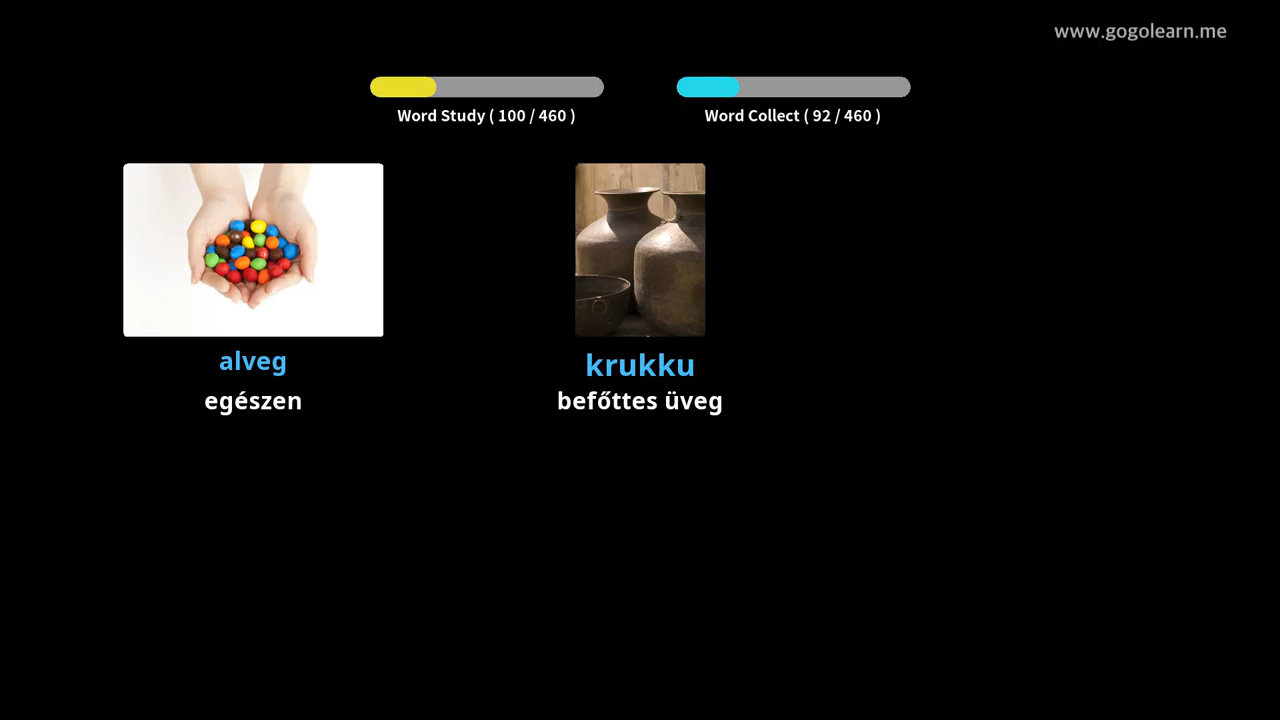 www.gogolearn.me
Word Study ( 100 / 460 )
Word Collect ( 92 / 460 )
alveg
egészen
krukku
befőttes üveg